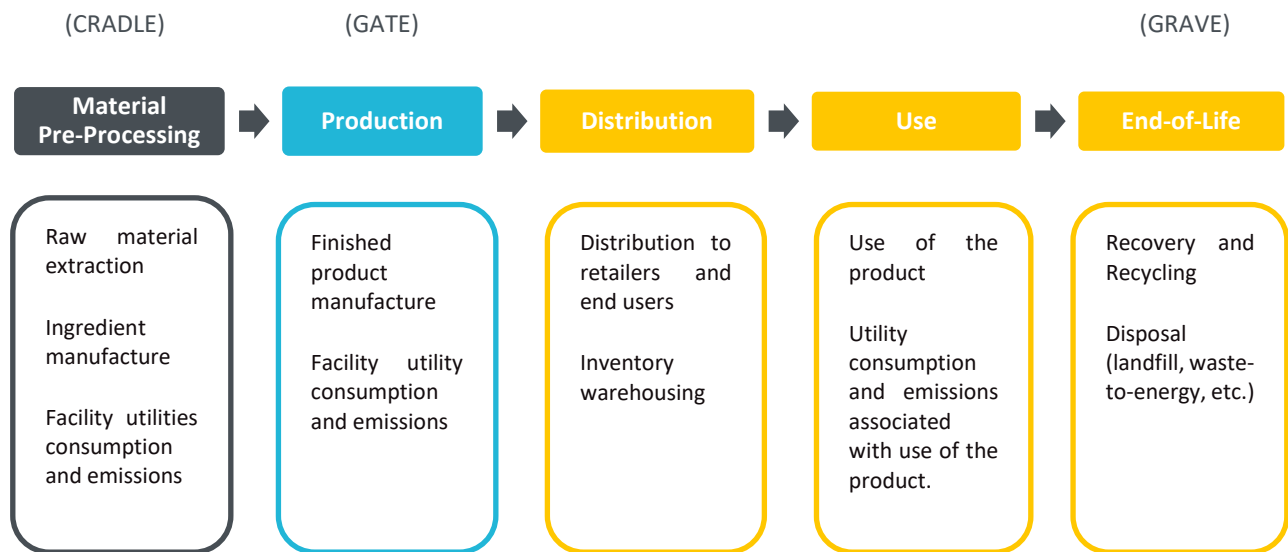 (CRADLE)
(GATE)
(GRAVE)
Material
Pre-Processing
Production
Distribution
Use
End-of-Life
Raw material
extraction
Ingredient
manufacture
Facility utilities
consumption
and emissions
Finished
product
manufacture
Facility utility
consumption
and emissions
Distribution to
retailers and
end users
Inventory
warehousing
Use of the
product
Utility
consumption
and emissions
associated
with use of the
product.
Recovery and
Recycling
Disposal
(landfill, waste-
to-energy, etc.)